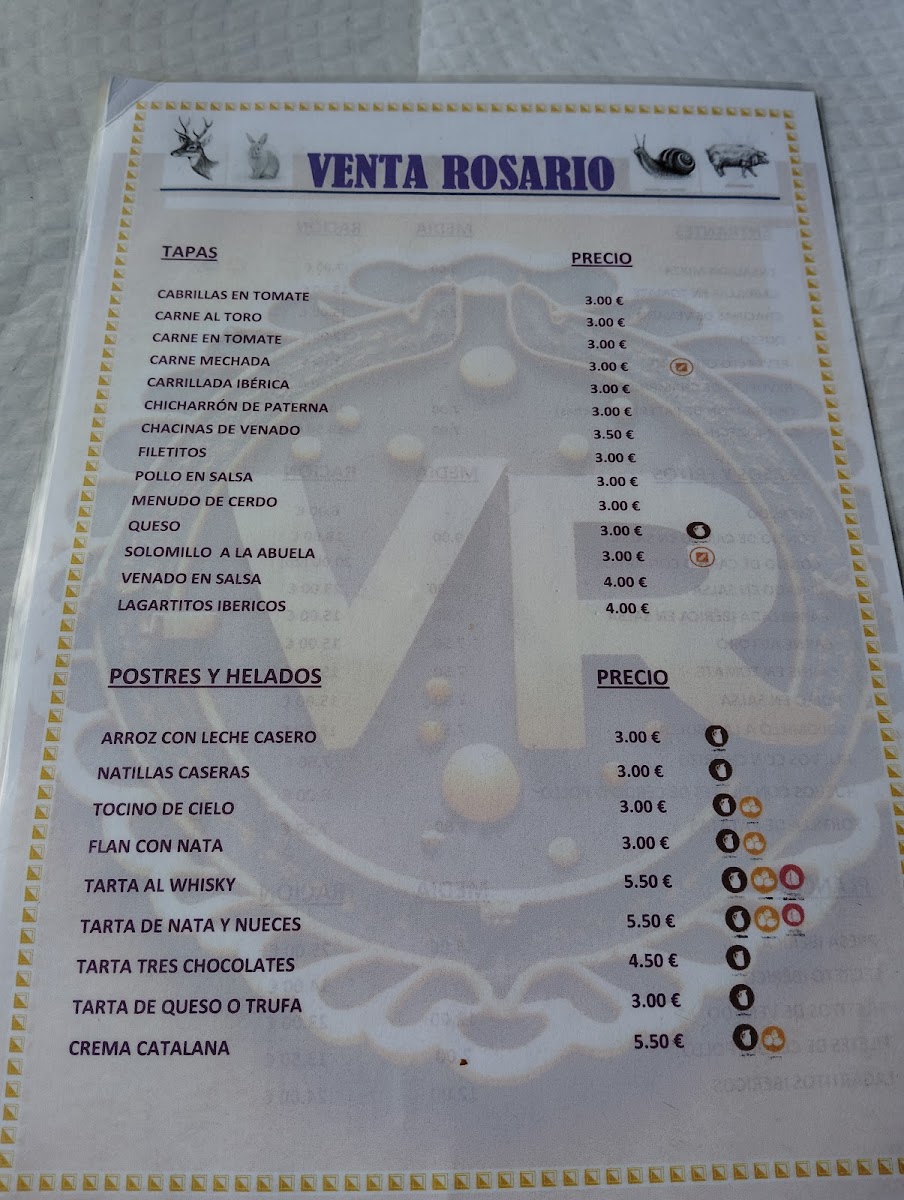 VENTA ROSARIO
TAPAS PRECIO
CABRILLAS EN TOMATE 3.00 €
CARNE AL TORO 3.00 €
CARNE EN TOMATE 3.00 €
CARNE MECHADA 3.00 €
CARRILLADA IBÉRICA 3.00 €
CHICHARRÓN DE PATERNA 3.00 €
CHACINAS DE VENADO 3.50 €
FILETITOS 3.00 €
POLLO EN SALSA 3.00 €
MENUDO DE CERDO 3.00 €
QUESO 3.00 €
SOLOMILLO A LA ABUELA 3.00 €
VENADO EN SALSA 4.00 €
LAGARTITOS IBERICOS 4.00 €
VR
POSTRES Y HELADOS PRECIO
ARROZ CON LECHE CASERO 3.00 €
NATILLAS CASERAS 3.00 €
TOCINO DE CIELO 3.00 €
FLAN CON NATA 3.00 €
TARTA AL WHISKY 5.50 €
TARTA DE NATA Y NUECES 5.50 €
TARTA TRES CHOCOLATES 4.50 €
TARTA DE QUESO O TRUFA 3.00 €
CREMA CATALANA 5.50 €